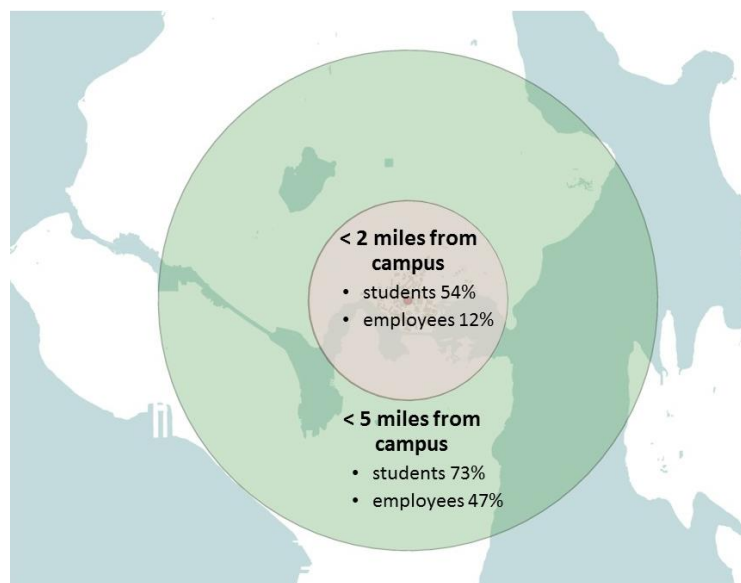 < 2 miles from
campus
• students 54%
• employees 12%
< 5 miles from
campus
• students 73%
• employees 47%